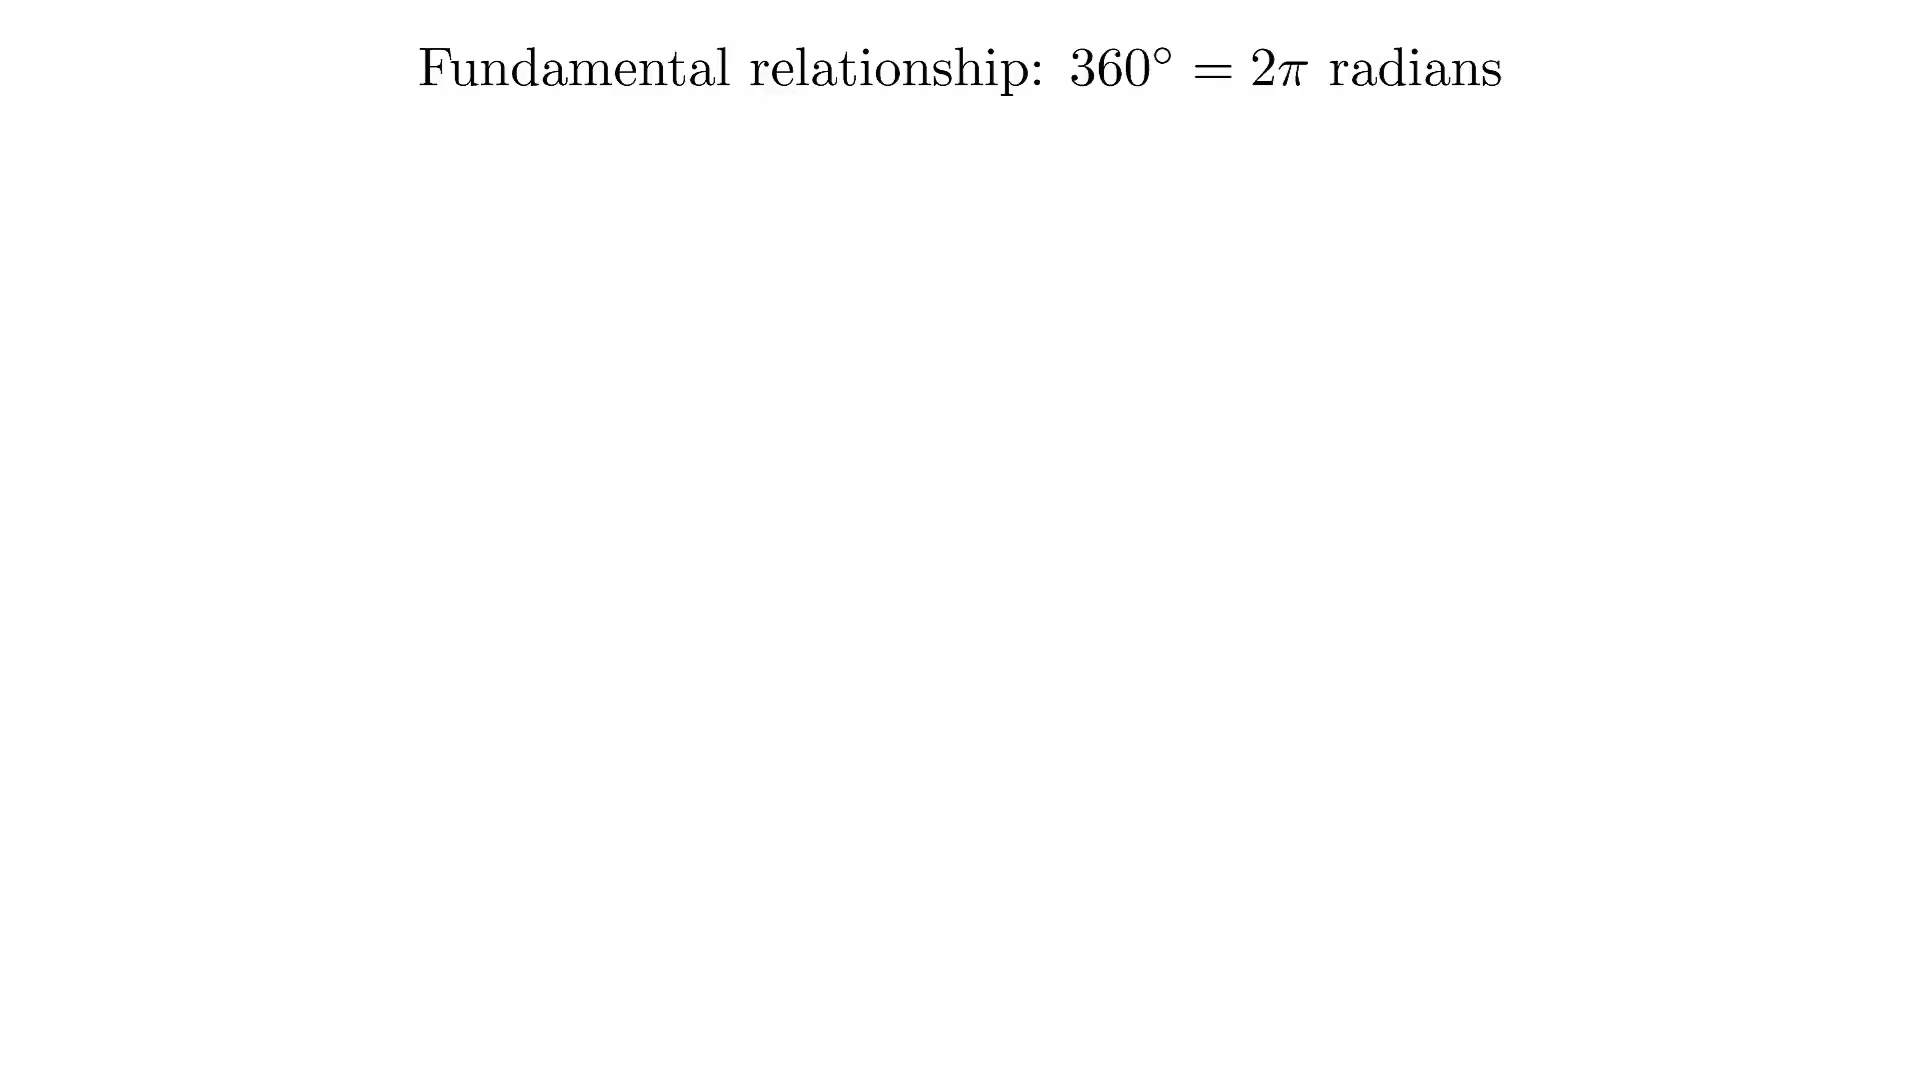 Fundamental relationship: 360° = 2π radians